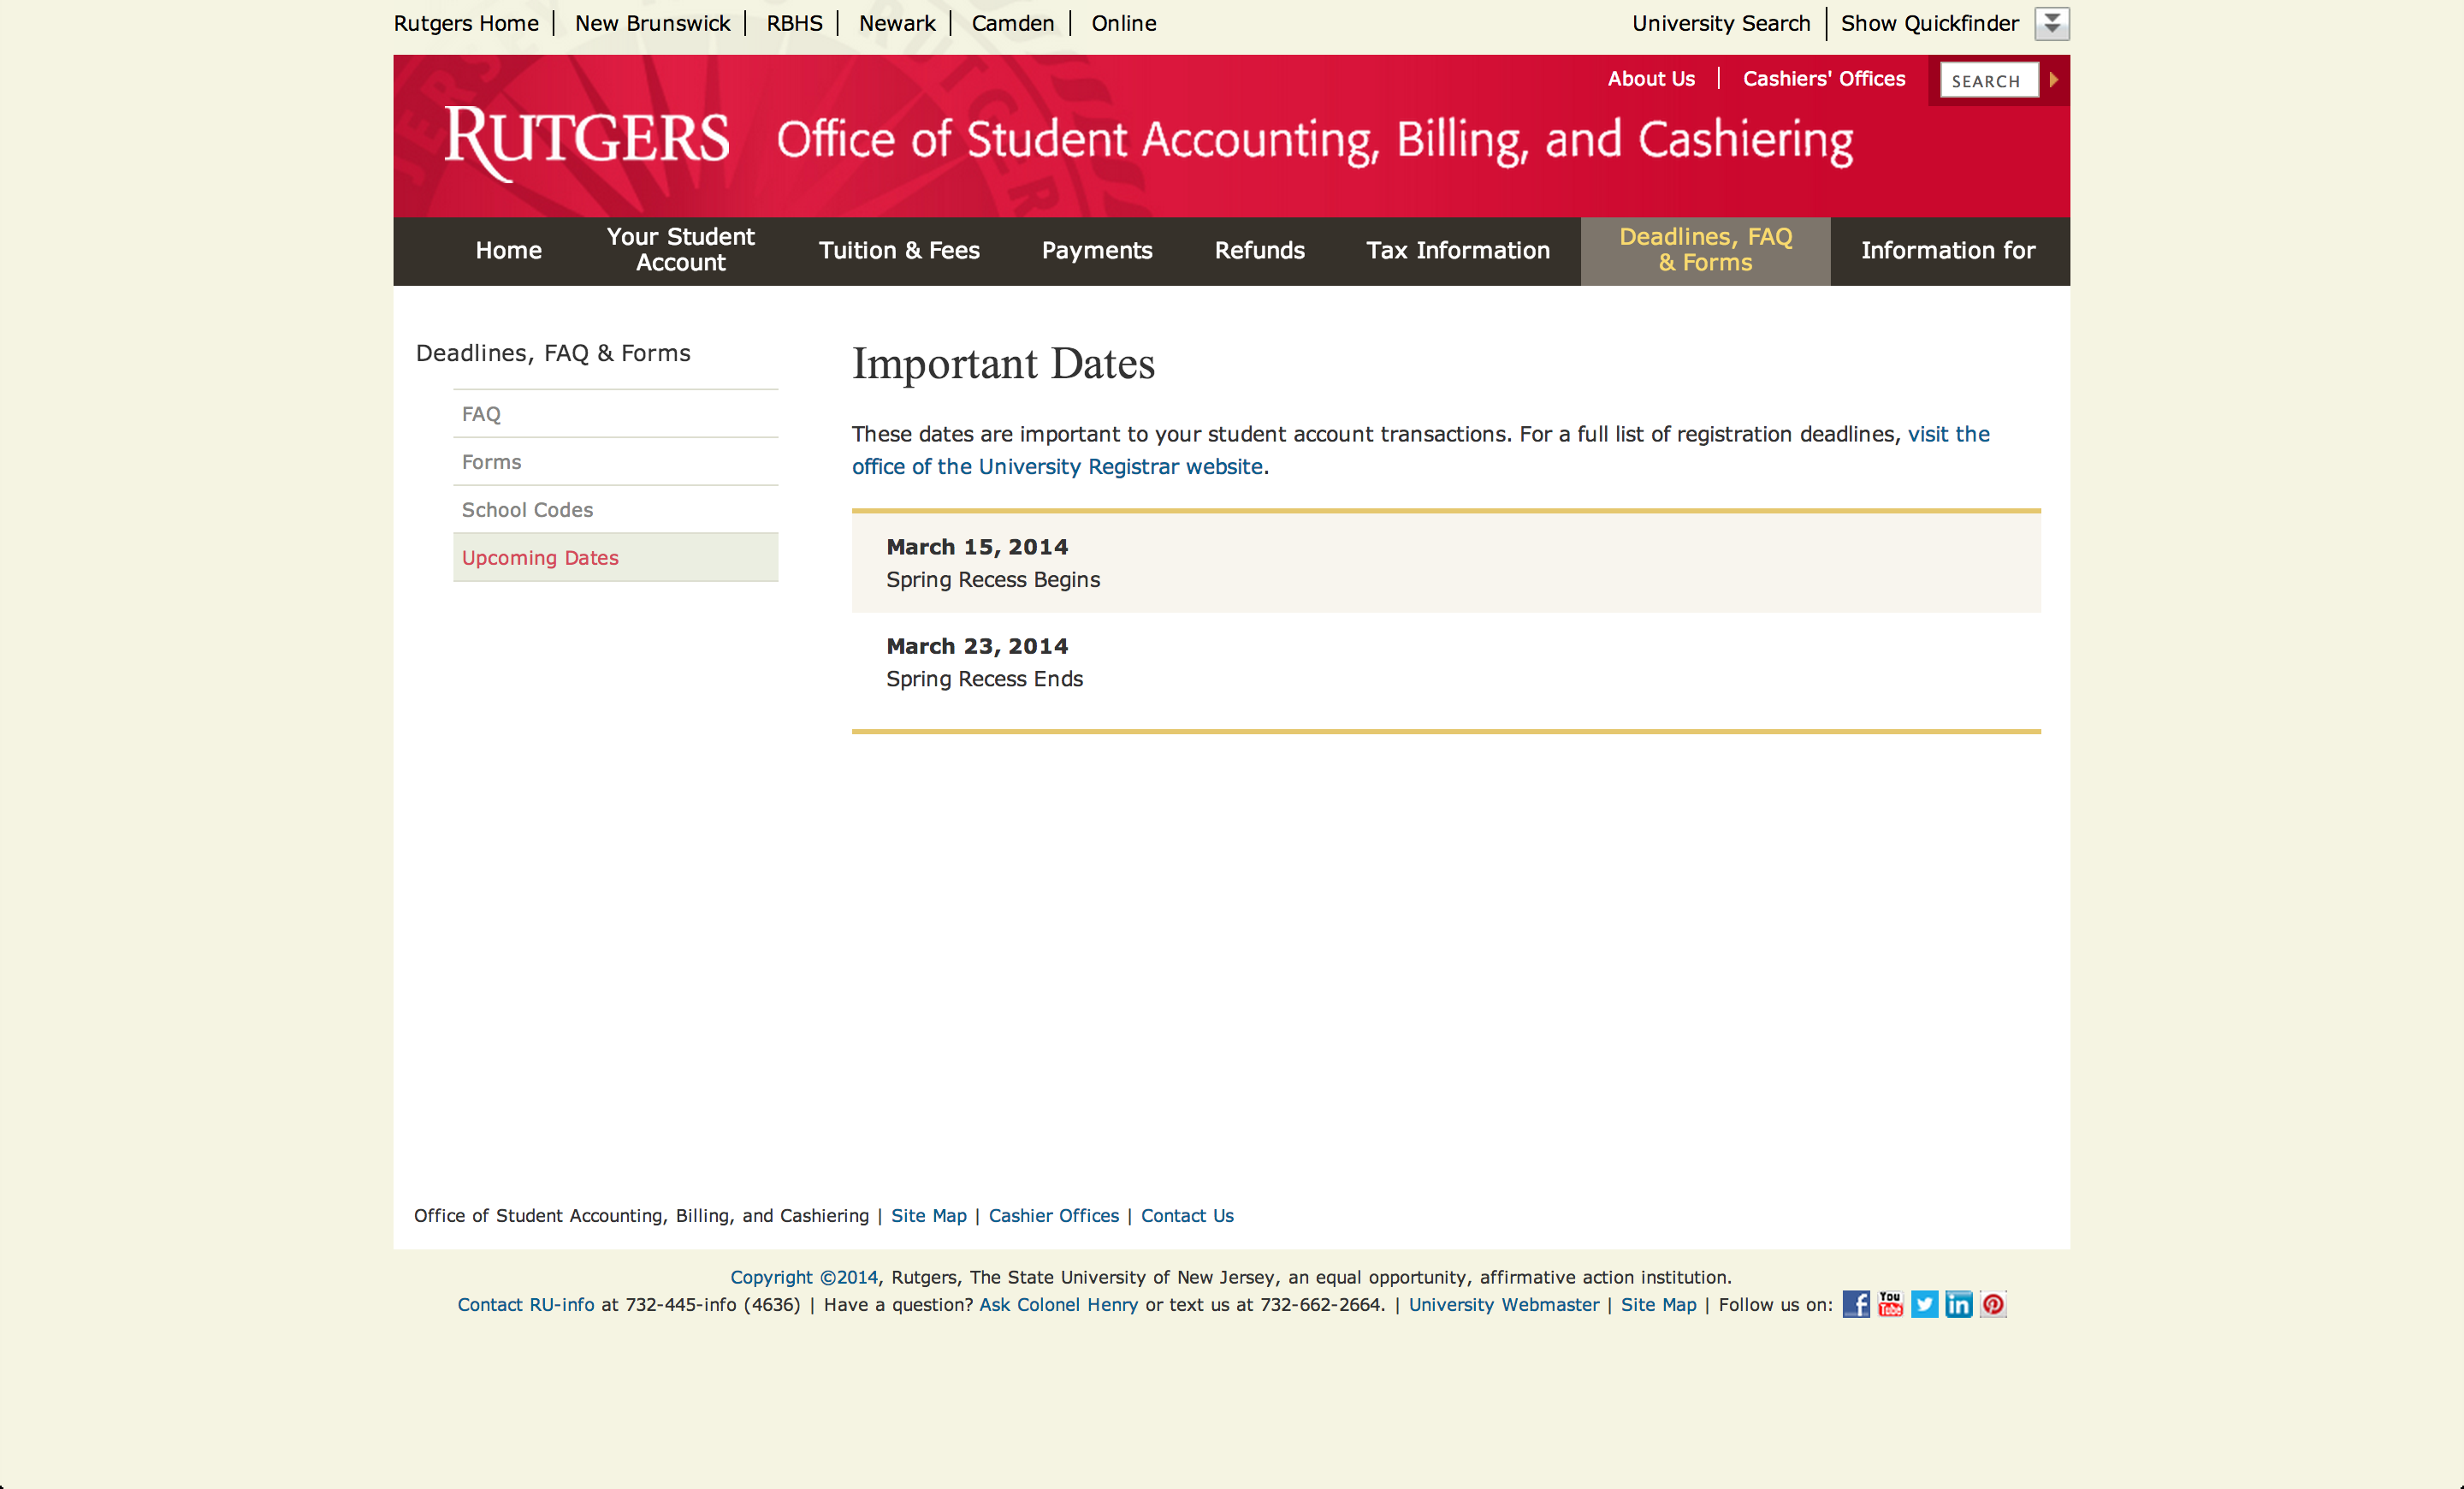 Rutgers Home | New Brunswick | RBHS | Newark | Camden | Online
University Search | Show Quickfinder
About Us | Cashiers' Offices
SEARCH
RUTGERS Office of Student Accounting, Billing, and Cashiering
Home
Your Student
Account
Tuition & Fees
Payments
Refunds
Tax Information
Deadlines, FAQ
& Forms
Information for
Deadlines, FAQ & Forms
FAQ
Forms
School Codes
Upcoming Dates
Important Dates
These dates are important to your student account transactions. For a full list of registration deadlines, visit the
office of the University Registrar website.
March 15, 2014
Spring Recess Begins
March 23, 2014
Spring Recess Ends
Office of Student Accounting, Billing, and Cashiering | Site Map | Cashier Offices | Contact Us
Copyright ©2014, Rutgers, The State University of New Jersey, an equal opportunity, affirmative action institution.
Contact RU-info at 732-445-info (4636) | Have a question? Ask Colonel Henry or text us at 732-662-2664. | University Webmaster | Site Map | Follow us on: f You Tube in